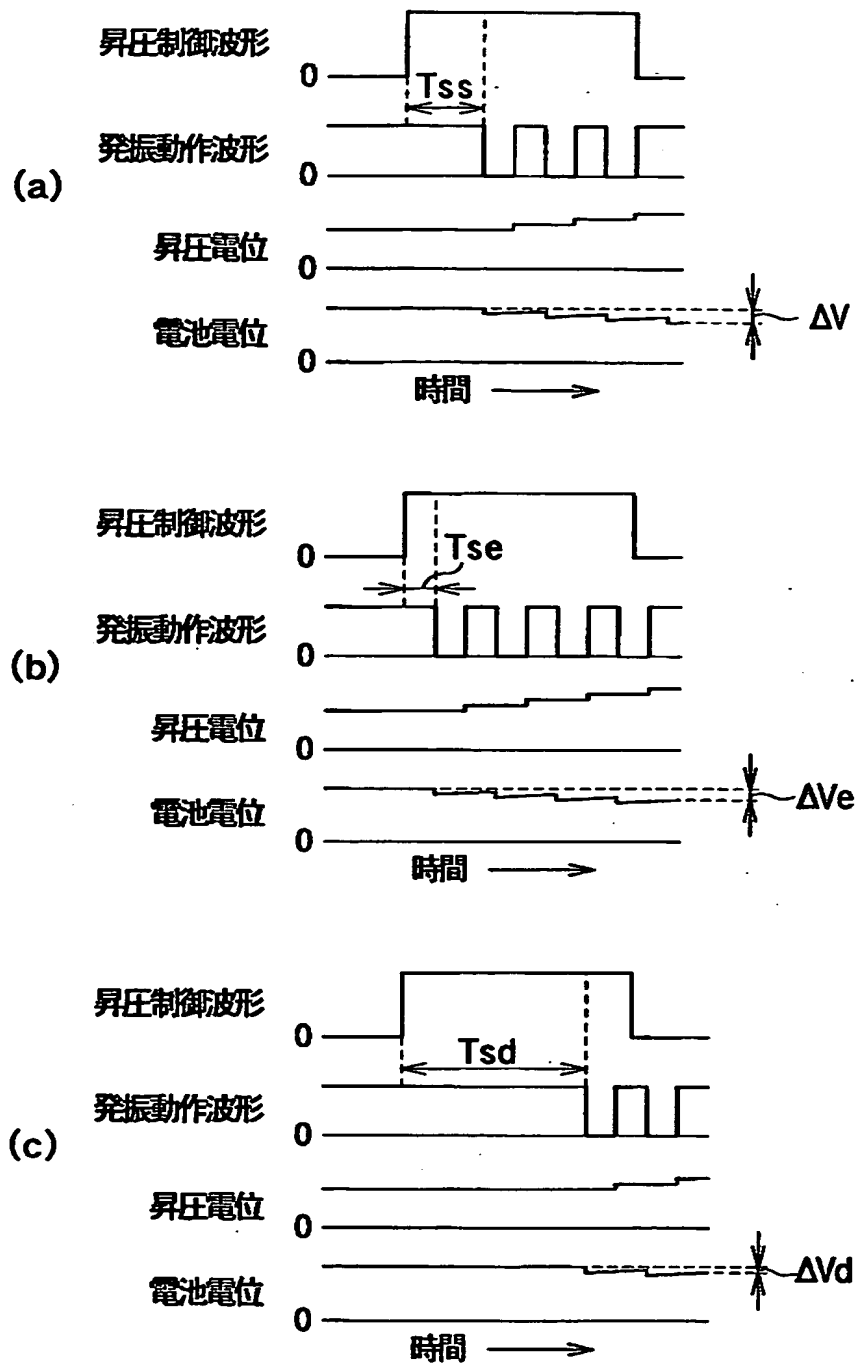 (a)
昇圧制御波形
0
Tss
発振動作波形
0
昇圧電位
0
電池電位
0
ΔV
時間
(b)
昇圧制御波形
0
Tse
発振動作波形
0
昇圧電位
0
電池電位
0
ΔVe
時間
(c)
昇圧制御波形
0
Tsd
発振動作波形
0
昇圧電位
0
電池電位
0
ΔVd
時間